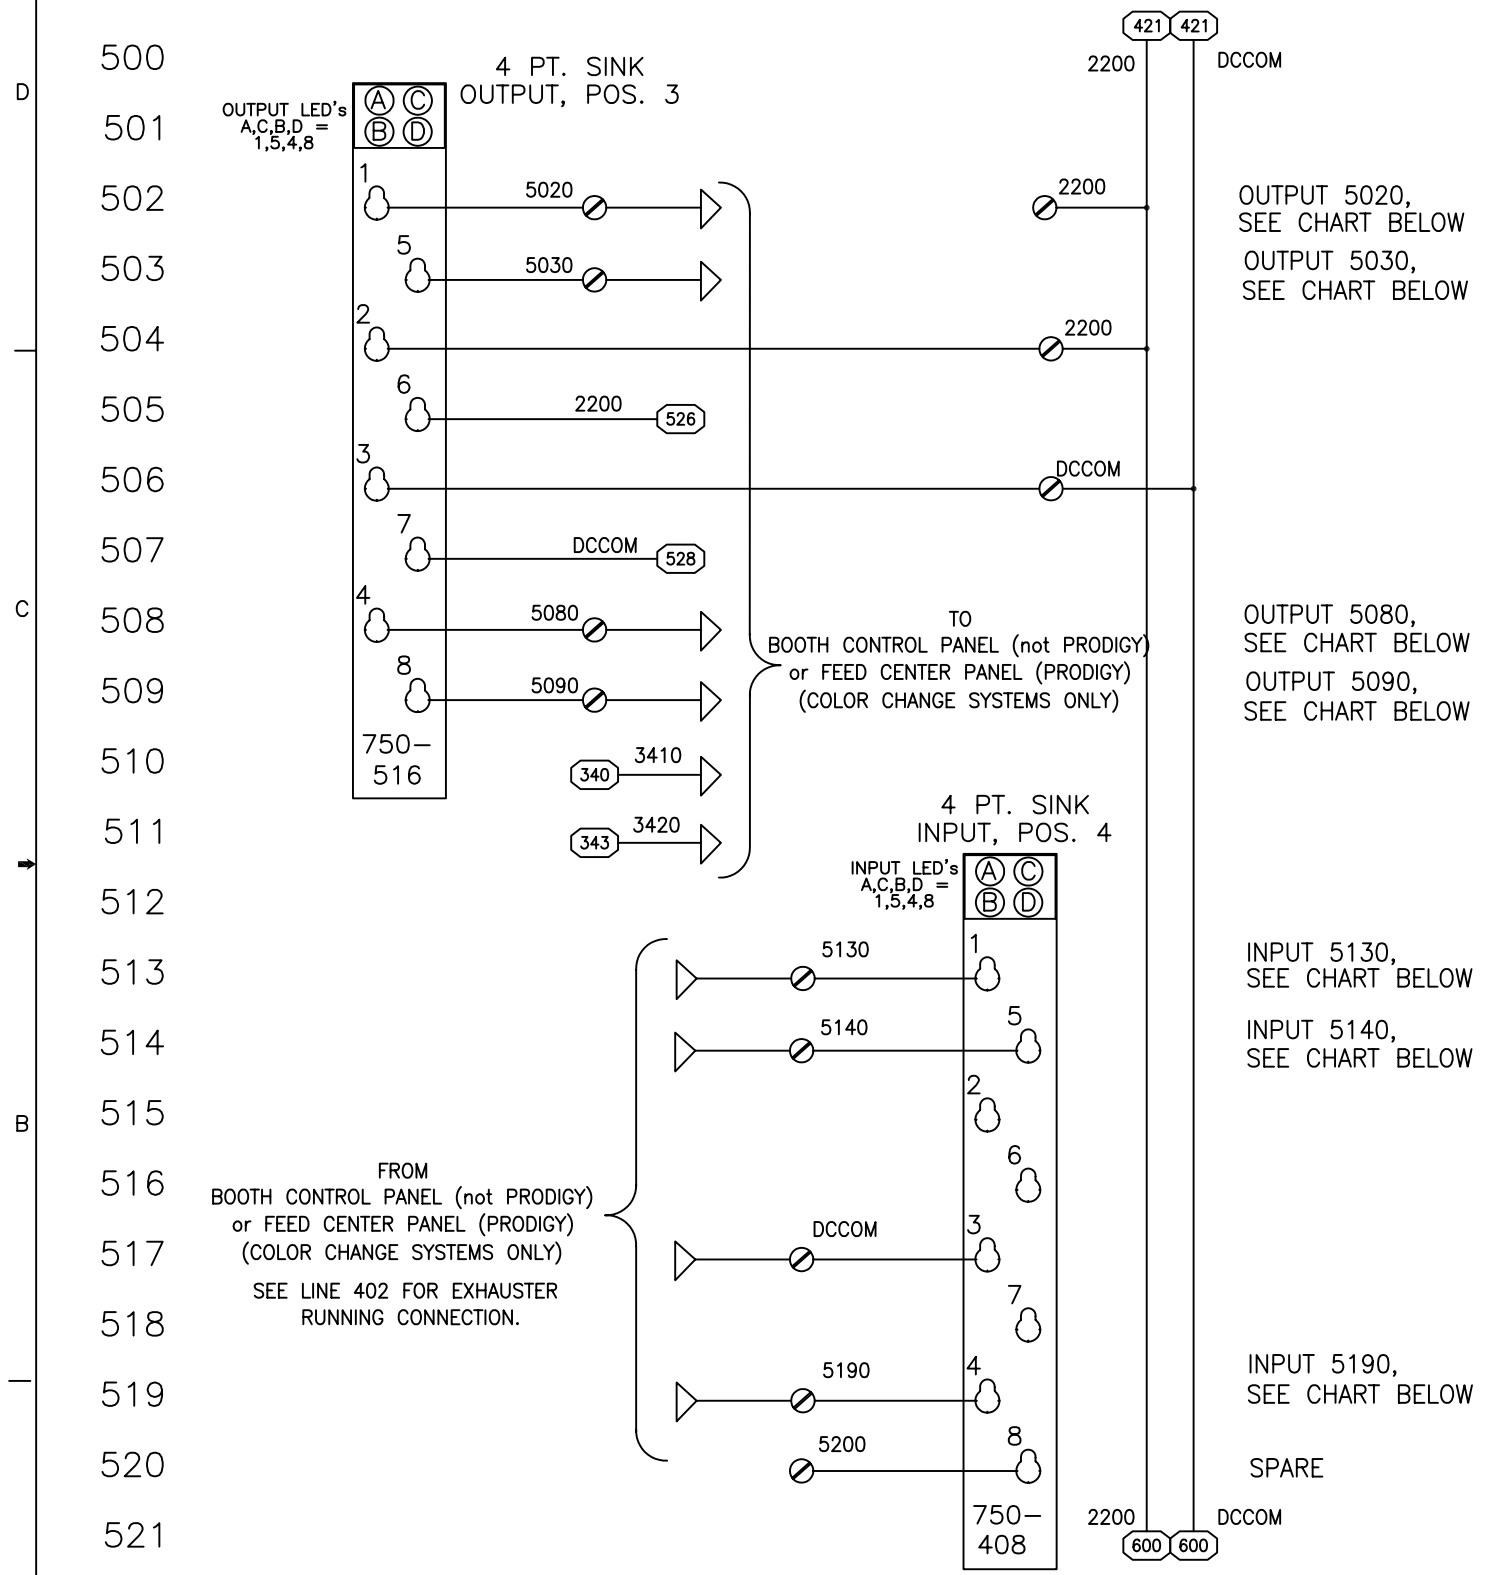 421 421
500
2200
DCCOM
4 PT. SINK
OUTPUT, POS. 3
D
OUTPUT LED's
A,C,B,D =
1,5,4,8
A C
B D
501
502
1
5020
2200
OUTPUT 5020,
SEE CHART BELOW
503
5
5030
OUTPUT 5030,
SEE CHART BELOW
504
2
2200
505
6
2200
526
506
3
DCCOM
507
7
DCCOM
528
C
508
4
5080
OUTPUT 5080,
SEE CHART BELOW
TO
BOOTH CONTROL PANEL (not PRODIGY)
or FEED CENTER PANEL (PRODIGY)
(COLOR CHANGE SYSTEMS ONLY)
509
8
5090
OUTPUT 5090,
SEE CHART BELOW
750-
516
510
340
3410
511
343
3420
4 PT. SINK
INPUT, POS. 4
INPUT LED's
A,C,B,D =
1,5,4,8
A C
B D
512
513
5130
1
INPUT 5130,
SEE CHART BELOW
514
5140
5
INPUT 5140,
SEE CHART BELOW
B
515
2
516
6
FROM
BOOTH CONTROL PANEL (not PRODIGY)
or FEED CENTER PANEL (PRODIGY)
(COLOR CHANGE SYSTEMS ONLY)
SEE LINE 402 FOR EXHAUSTER
RUNNING CONNECTION.
517
DCCOM
3
518
7
519
5190
4
INPUT 5190,
SEE CHART BELOW
520
5200
8
SPARE
521
750-
408
2200
DCCOM
600 600